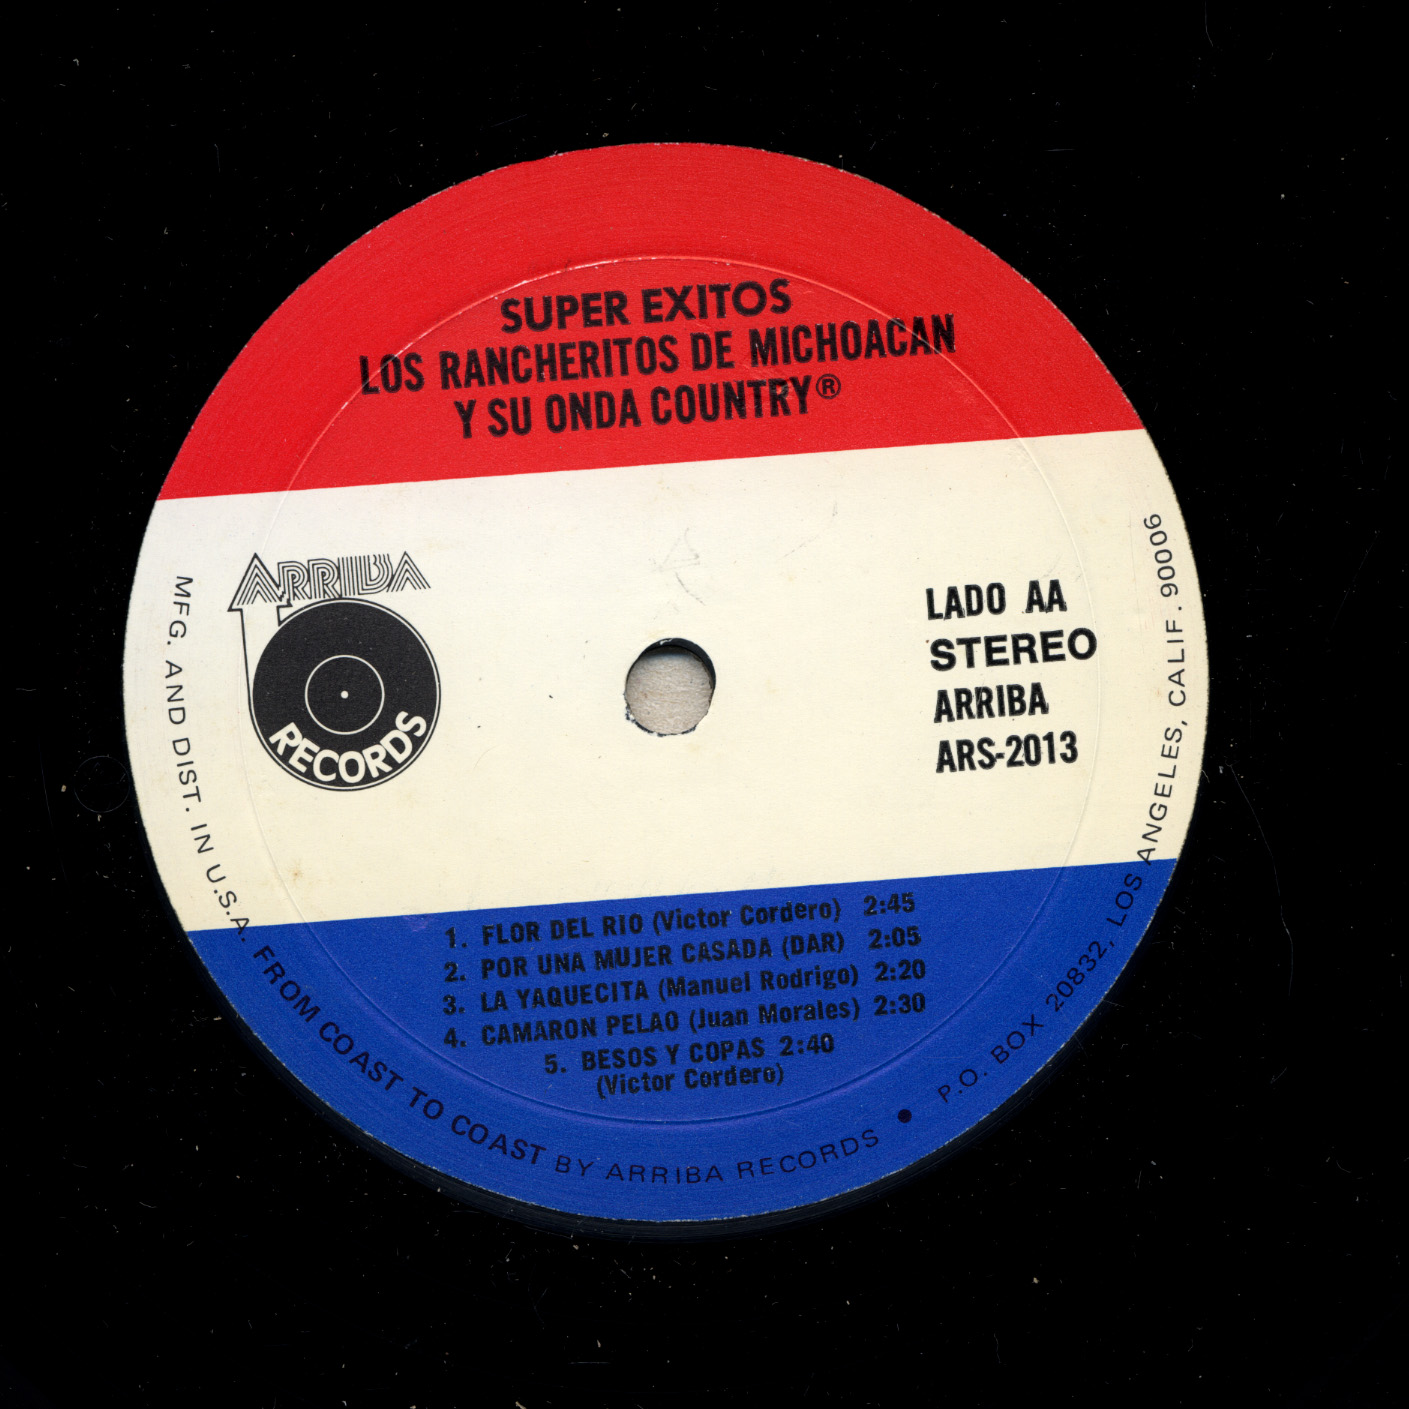 SUPER EXITOS
LOS RANCHERITOS DE MICHOACAN
Y SU ONDA COUNTRY®
ARRIBA
RECORDS
LADO AA
STEREO
ARRIBA
ARS-2013
1. FLOR DEL RIO (Victor Cordero) 2:45
2. POR UNA MUJER CASADA (DAR) 2:05
3. LA YAQUECITA (Manuel Rodrigo) 2:20
4. CAMARON PELAO (Juan Morales) 2:30
5. BESOS Y COPAS 2:40
(Victor Cordero)
MFG. AND DIST. IN U.S.A. FROM COAST TO COAST BY ARRIBA RECORDS • P.O. BOX 20832, LOS ANGELES, CALIF. 90006